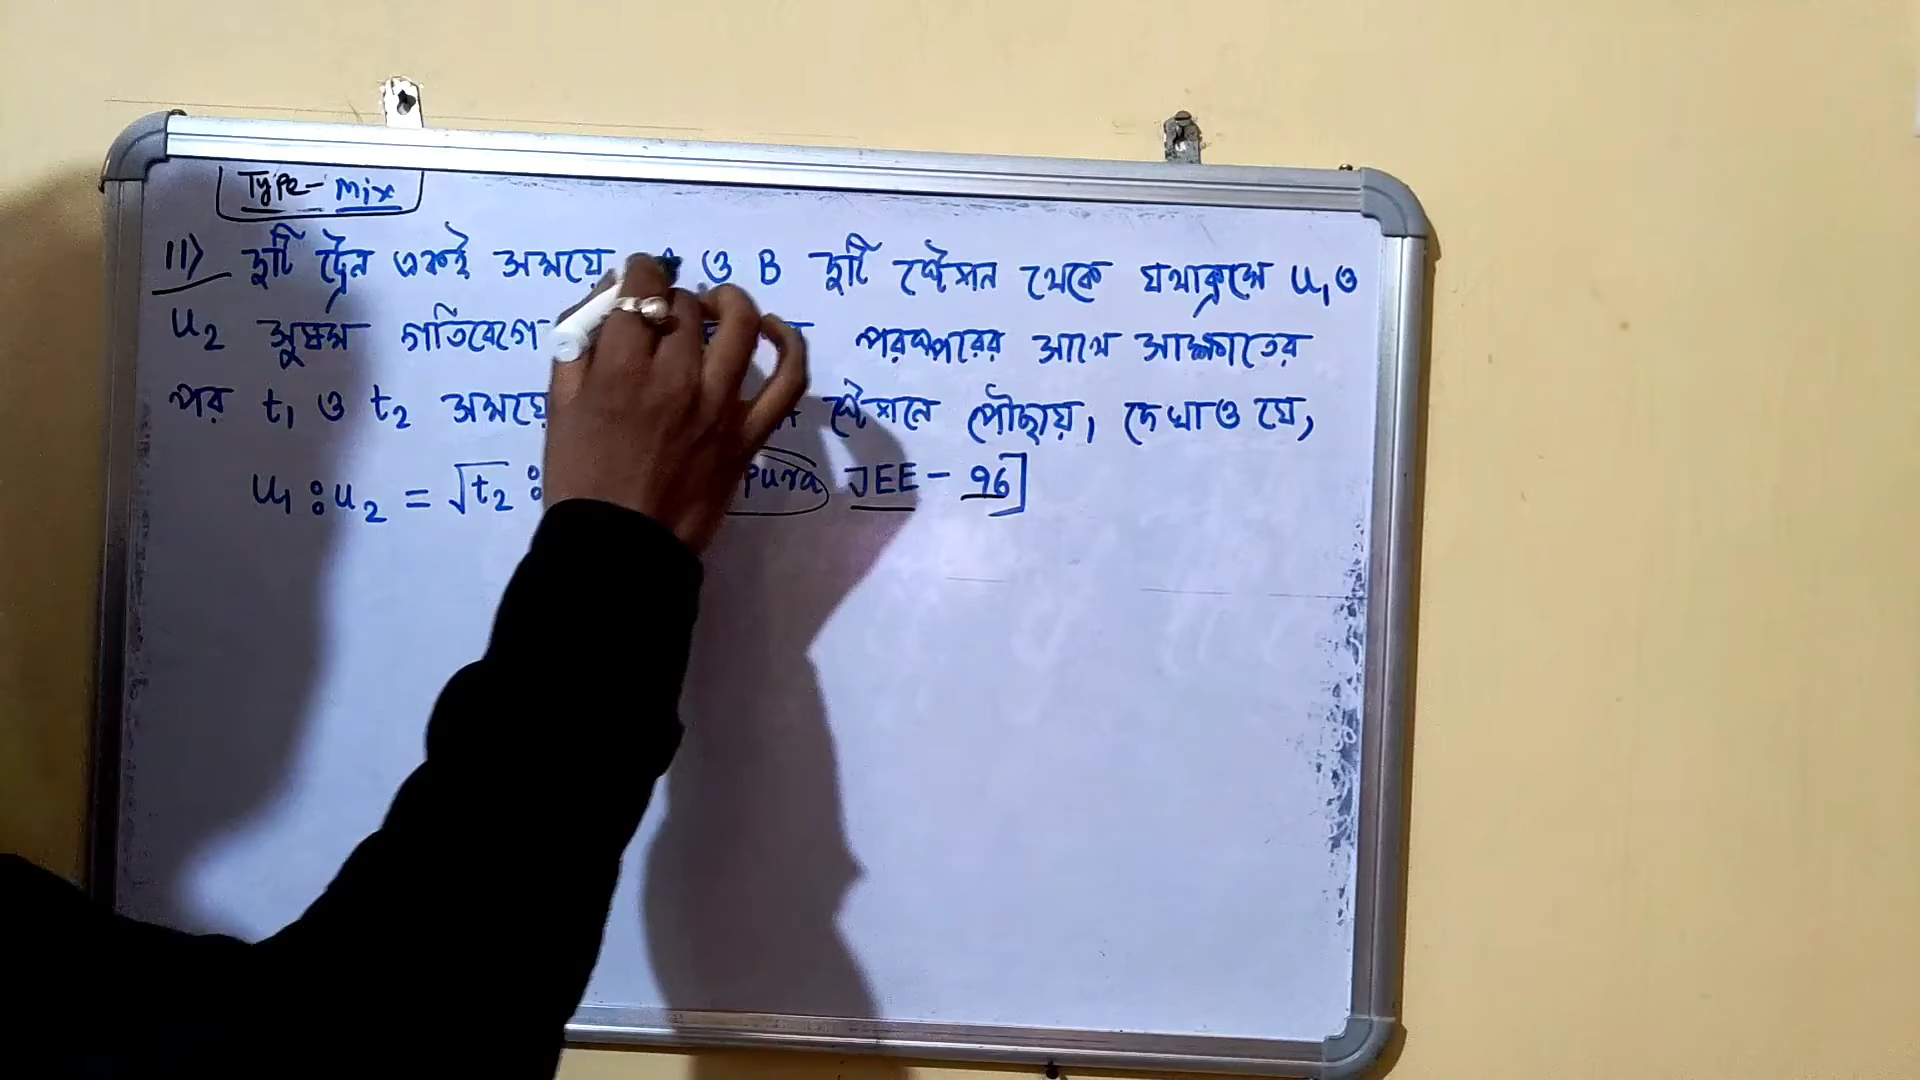 Type- Mix
11) দুটি ট্রেন একই সময়ে A ও B দুটি স্টেশন থেকে যথাক্রমে u₁ ও
u₂ সুষম গতিবেগে পরস্পরের সাথে সাক্ষাতের
পর t₁ ও t₂ সময়ে স্টেশনে পৌঁছায়, দেখাও যে,
u₁ : u₂ = √t₂ : pura JEE - 96]